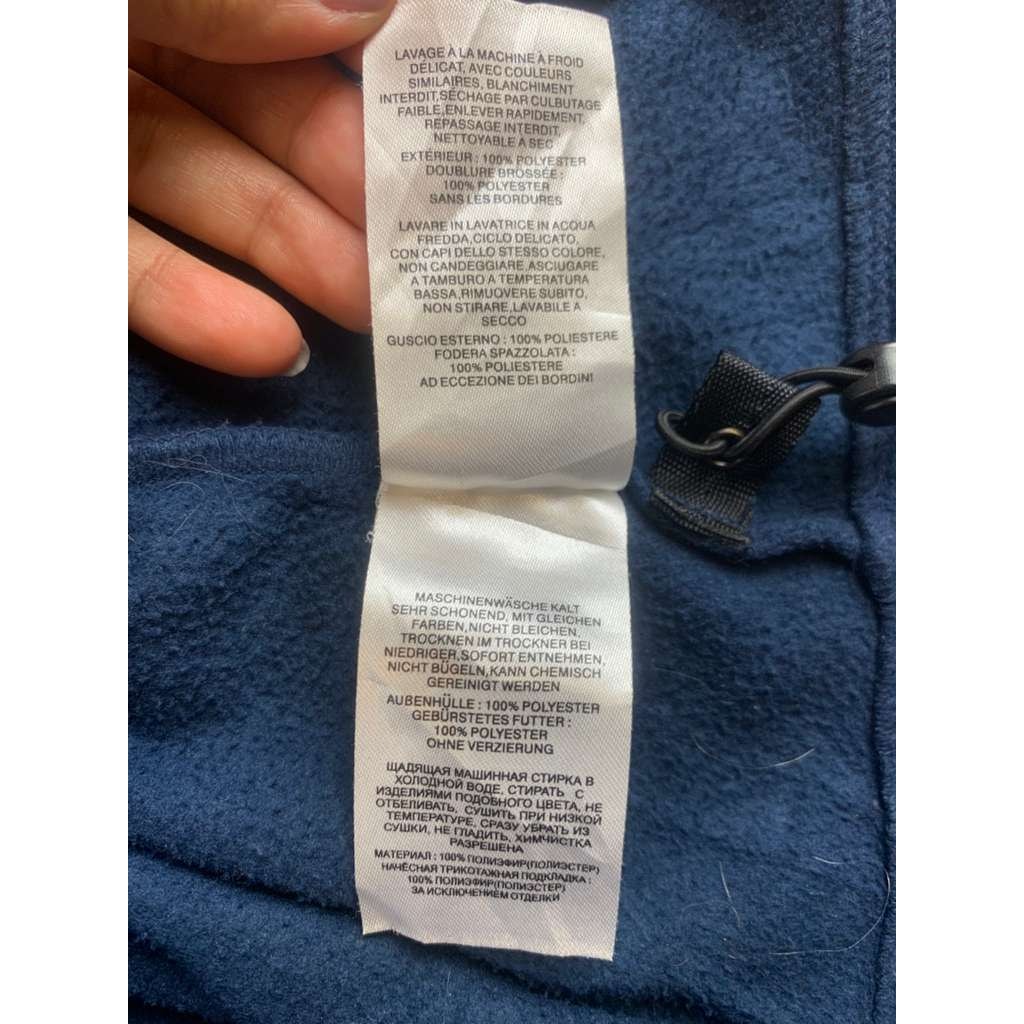 LAVAGE À LA MACHINE À FROID
DÉLICAT, AVEC COULEURS
SIMILAIRES, BLANCHIMENT
INTERDIT,SÉCHAGE PAR CULBUTAGE
FAIBLE,ENLEVER RAPIDEMENT,
REPASSAGE INTERDIT,
NETTOYABLE A SEC
EXTÉRIEUR : 100% POLYESTER
DOUBLURE BROSSÉE :
100% POLYESTER
SANS LES BORDURES
LAVARE IN LAVATRICE IN ACQUA
FREDDA,CICLO DELICATO,
CON CAPI DELLO STESSO COLORE,
NON CANDEGGIARE,ASCIUGARE
A TAMBURO A TEMPERATURA
BASSA,RIMUOVERE SUBITO,
NON STIRARE,LAVABILE A
SECCO
GUSCIO ESTERNO : 100% POLIESTERE
FODERA SPAZZOLATA :
100% POLIESTERE
AD ECCEZIONE DEI BORDINI
MASCHINENWÄSCHE KALT
SEHR SCHONEND, MIT GLEICHEN
FARBEN,NICHT BLEICHEN,
TROCKNEN IM TROCKNER BEI
NIEDRIGER,SOFORT ENTNEHMEN,
NICHT BÜGELN,KANN CHEMISCH
GEREINIGT WERDEN
AUßENHÜLLE : 100% POLYESTER
GEBÜRSTETES FUTTER :
100% POLYESTER
OHNE VERZIERUNG
ЩАДЯЩАЯ МАШИННАЯ СТИРКА В
ХОЛОДНОЙ ВОДЕ, СТИРАТЬ С
ИЗДЕЛИЯМИ ПОДОБНОГО ЦВЕТА, НЕ
ОТБЕЛИВАТЬ, СУШИТЬ ПРИ НИЗКОЙ
ТЕМПЕРАТУРЕ, СРАЗУ УБРАТЬ ИЗ
СУШКИ, НЕ ГЛАДИТЬ, ХИМЧИСТКА
РАЗРЕШЕНА
МАТЕРИАЛ : 100% ПОЛИЭФИР(ПОЛИЭСТЕР)
НАЧЁСНАЯ ТРИКОТАЖНАЯ ПОДКЛАДКА :
100% ПОЛИЭФИР(ПОЛИЭСТЕР)
ЗА ИСКЛЮЧЕНИЕМ ОТДЕЛКИ